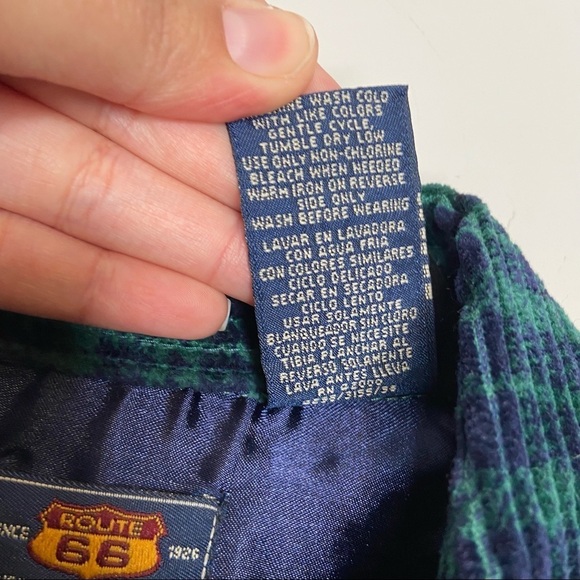 WASH COLD
WITH LIKE COLORS
GENTLE CYCLE,
TUMBLE DRY LOW
USE ONLY NON-CHLORINE
BLEACH WHEN NEEDED
WARM IRON ON REVERSE
SIDE ONLY
WASH BEFORE WEARING
LAVAR EN LAVADORA
CON AGUA FRIA
CON COLORES SIMILARES
CICLO DELICADO
SECAR EN SECADORA
CICLO LENTO
USAR SOLAMENTE
BLANQUEADOR SIN CLORO
CUANDO SE NECESITE
TIBIA PLANCHAR AL
REVERSO SOLAMENTE
LAVA ANTES LLEVA
ROUTE
66
1926